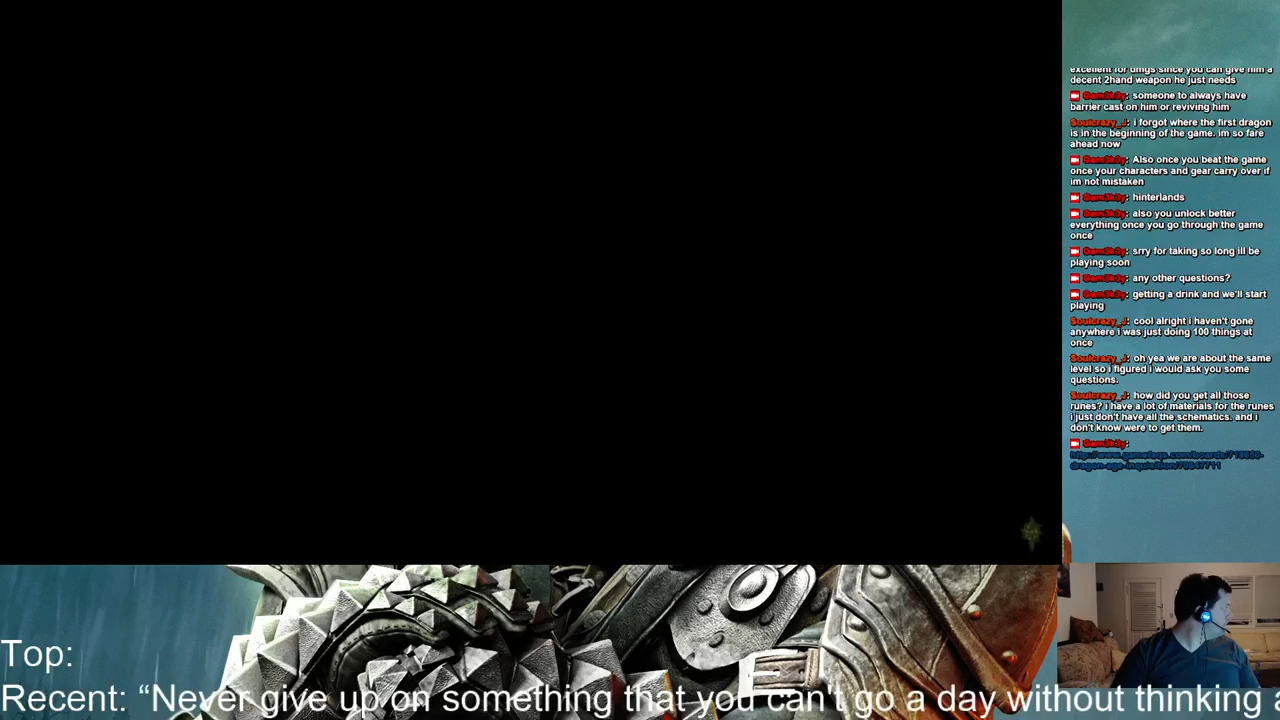 excellent for dmgs since you can give him a
decent 2hand weapon he just needs
someone to always have
barrier cast on him or reviving him
Soulcrazy_J: i forgot where the first dragon
is in the beginning of the game. im so fare
ahead now
Also once you beat the game
once your characters and gear carry over if
im not mistaken
hinterlands
also you unlock better
everything once you go through the game
once
srry for taking so long ill be
playing soon
any other questions?
getting a drink and we'll start
playing
Soulcrazy_J: cool alright i haven't gone
anywhere i was just doing 100 things at
once
Soulcrazy_J: oh yea we are about the same
level so i figured i would ask you some
questions.
Soulcrazy_J: how did you get all those
runes? i have a lot of materials for the runes
i just don't have all the schematics. and i
don't know were to get them.
Top:
Recent: “Never give up on something that you can't go a day without thinking a